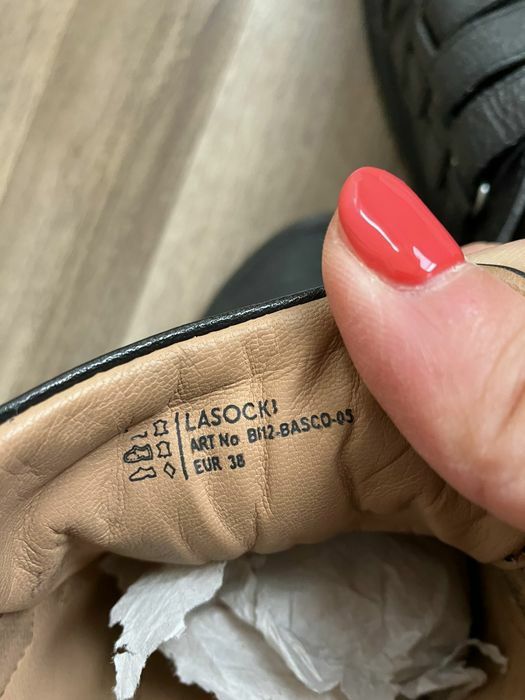 LASOCKI
ART No BI12-BASCO-05
EUR 38